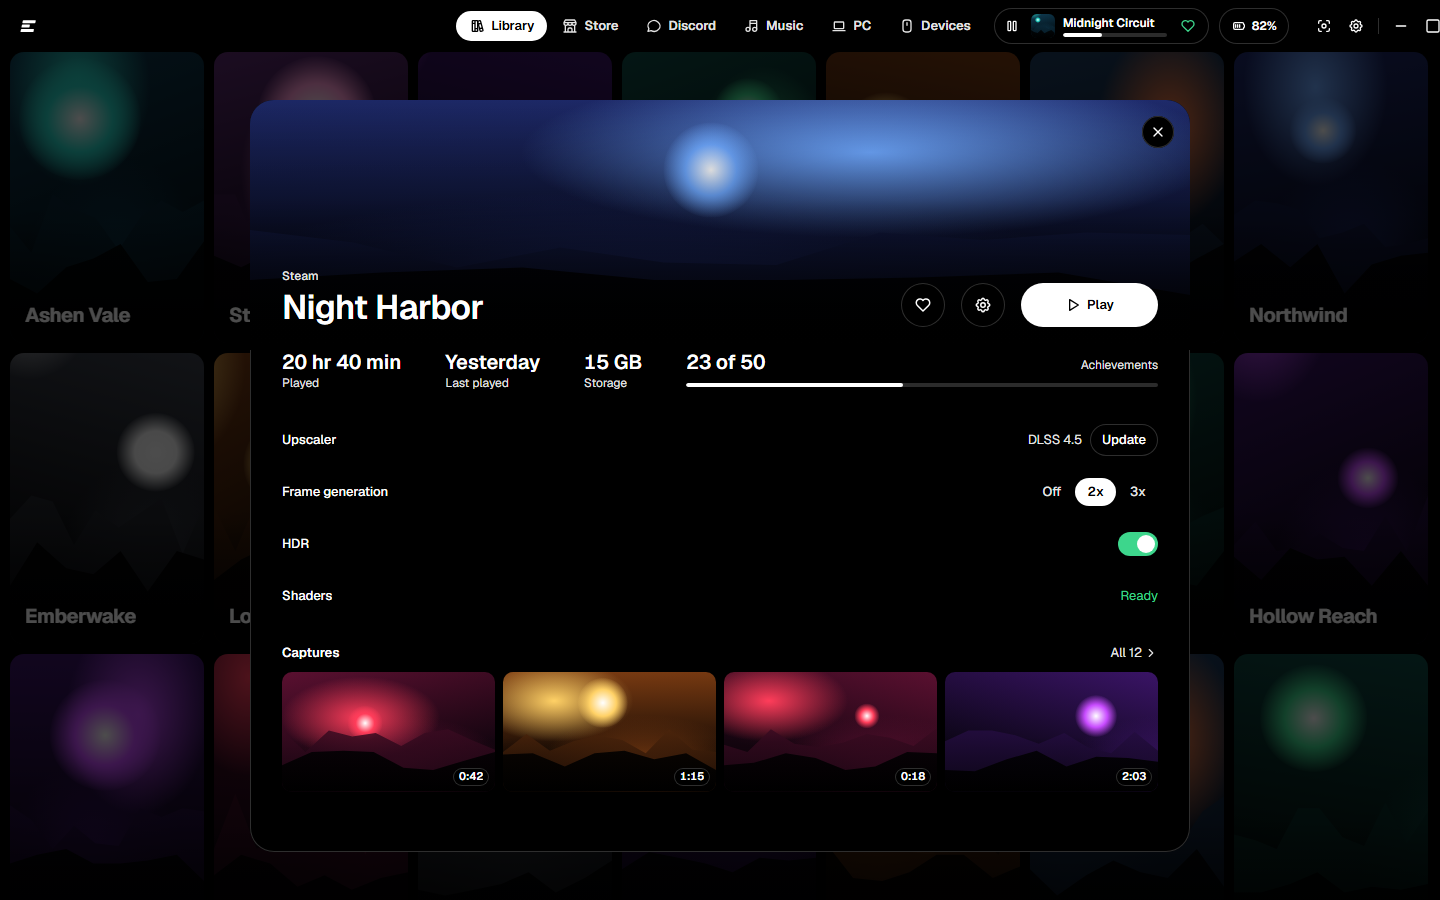 Library
Store
Discord
Music
PC
Devices
Midnight Circuit
82%
Ashen Vale
St
Northwind
Steam
Night Harbor
Play
20 hr 40 min
Played
Yesterday
Last played
15 GB
Storage
23 of 50
Achievements
Upscaler
DLSS 4.5
Update
Frame generation
Off
2x
3x
HDR
Shaders
Ready
Emberwake
Lo
Hollow Reach
Captures
All 12
0:42
1:15
0:18
2:03